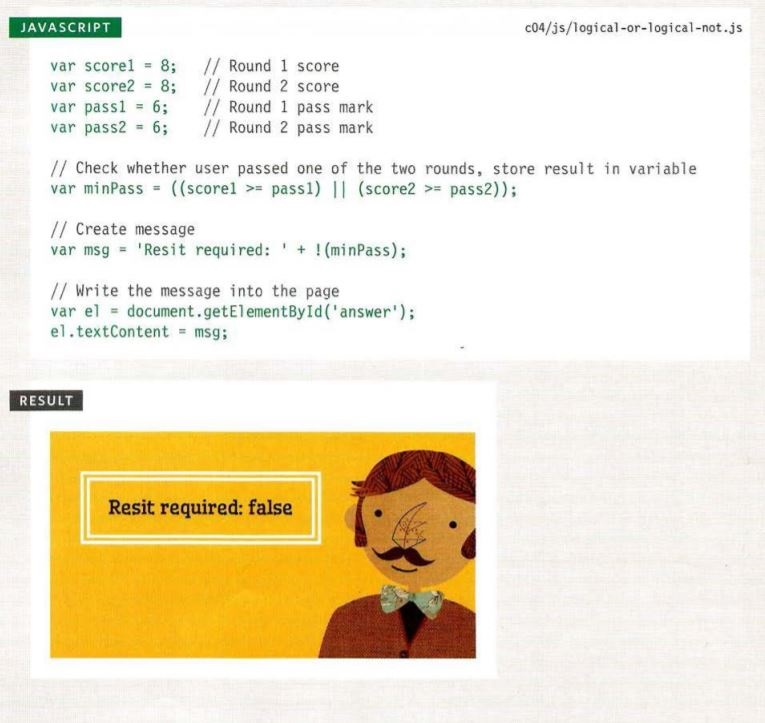 JAVASCRIPT
c04/js/logical-or-logical-not.js
var score1 = 8;   // Round 1 score
var score2 = 8;   // Round 2 score
var pass1 = 6;    // Round 1 pass mark
var pass2 = 6;    // Round 2 pass mark
// Check whether user passed one of the two rounds, store result in variable
var minPass = ((score1 >= pass1) || (score2 >= pass2));
// Create message
var msg = 'Resit required: ' + !(minPass);
// Write the message into the page
var el = document.getElementById('answer');
el.textContent = msg;
RESULT
Resit required: false